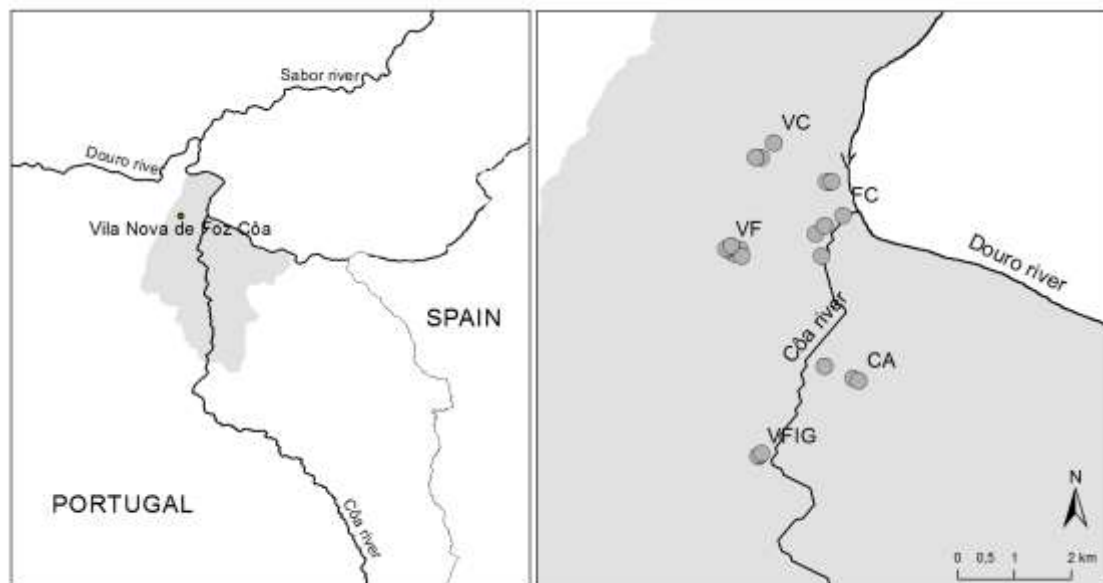 Sabor river
Douro river
Vila Nova de Foz Côa
SPAIN
PORTUGAL
Côa river
VC
FC
VF
Douro river
Côa river
CA
VFIG
N
0 0,5 1 2 km